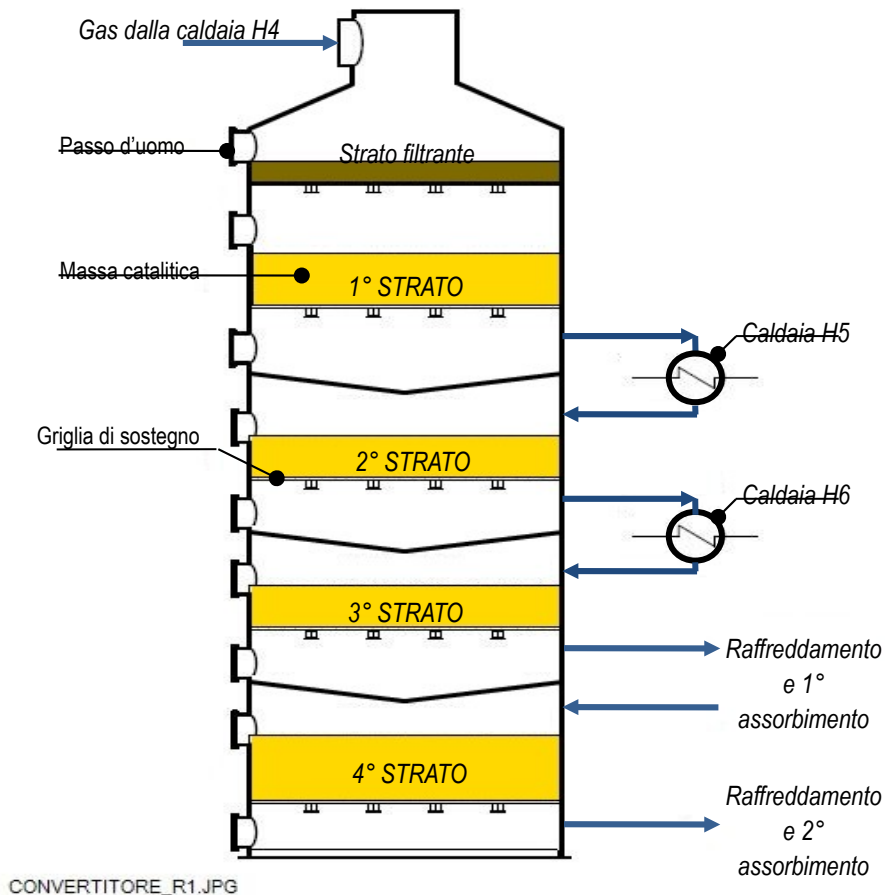 Gas dalla caldaia H4
Passo d'uomo
Strato filtrante
Massa catalitica
1° STRATO
Caldaia H5
Griglia di sostegno
2° STRATO
Caldaia H6
3° STRATO
Raffreddamento
e 1°
assorbimento
4° STRATO
Raffreddamento
e 2°
assorbimento
CONVERTITORE_R1.JPG